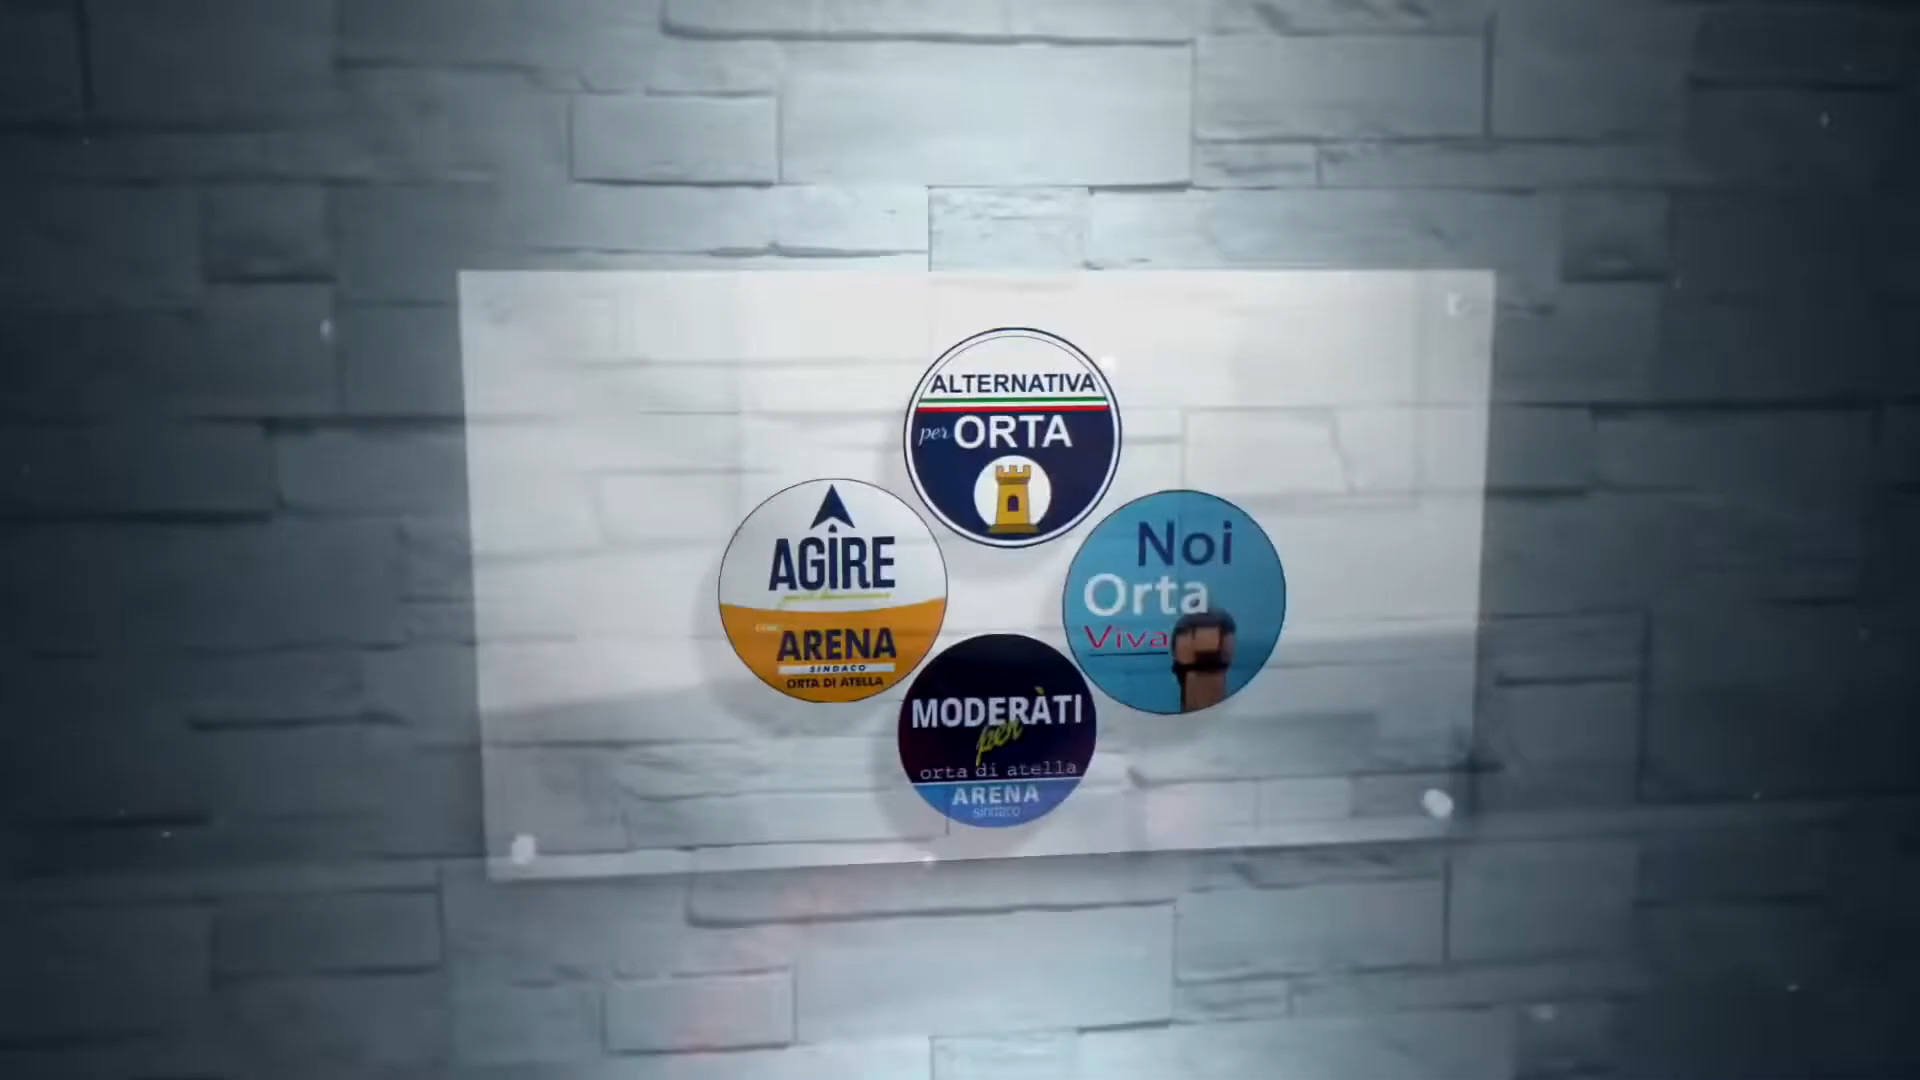 ALTERNATIVA
per ORTA
AGIRE
ARENA
SINDACO
ORTA DI ATELLA
Noi
Orta
Viva
MODERÀTI
per
orta di atella
ARENA
sindaco